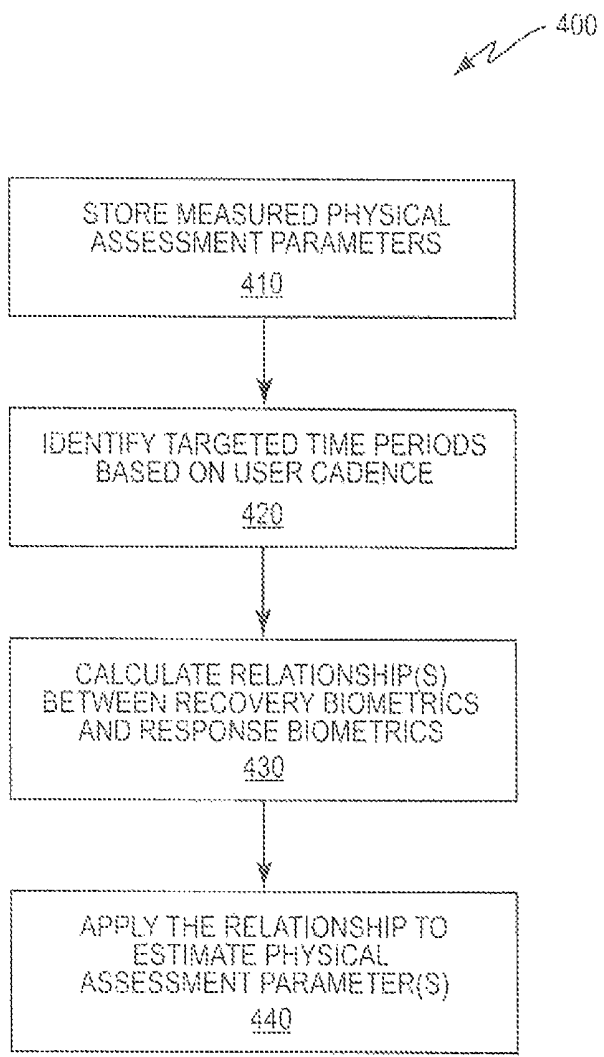 400
STORE MEASURED PHYSICAL
ASSESSMENT PARAMETERS
410
IDENTIFY TARGETED TIME PERIODS
BASED ON USER CADENCE
420
CALCULATE RELATIONSHIP(S)
BETWEEN RECOVERY BIOMETRICS
AND RESPONSE BIOMETRICS
430
APPLY THE RELATIONSHIP TO
ESTIMATE PHYSICAL
ASSESSMENT PARAMETER(S)
440